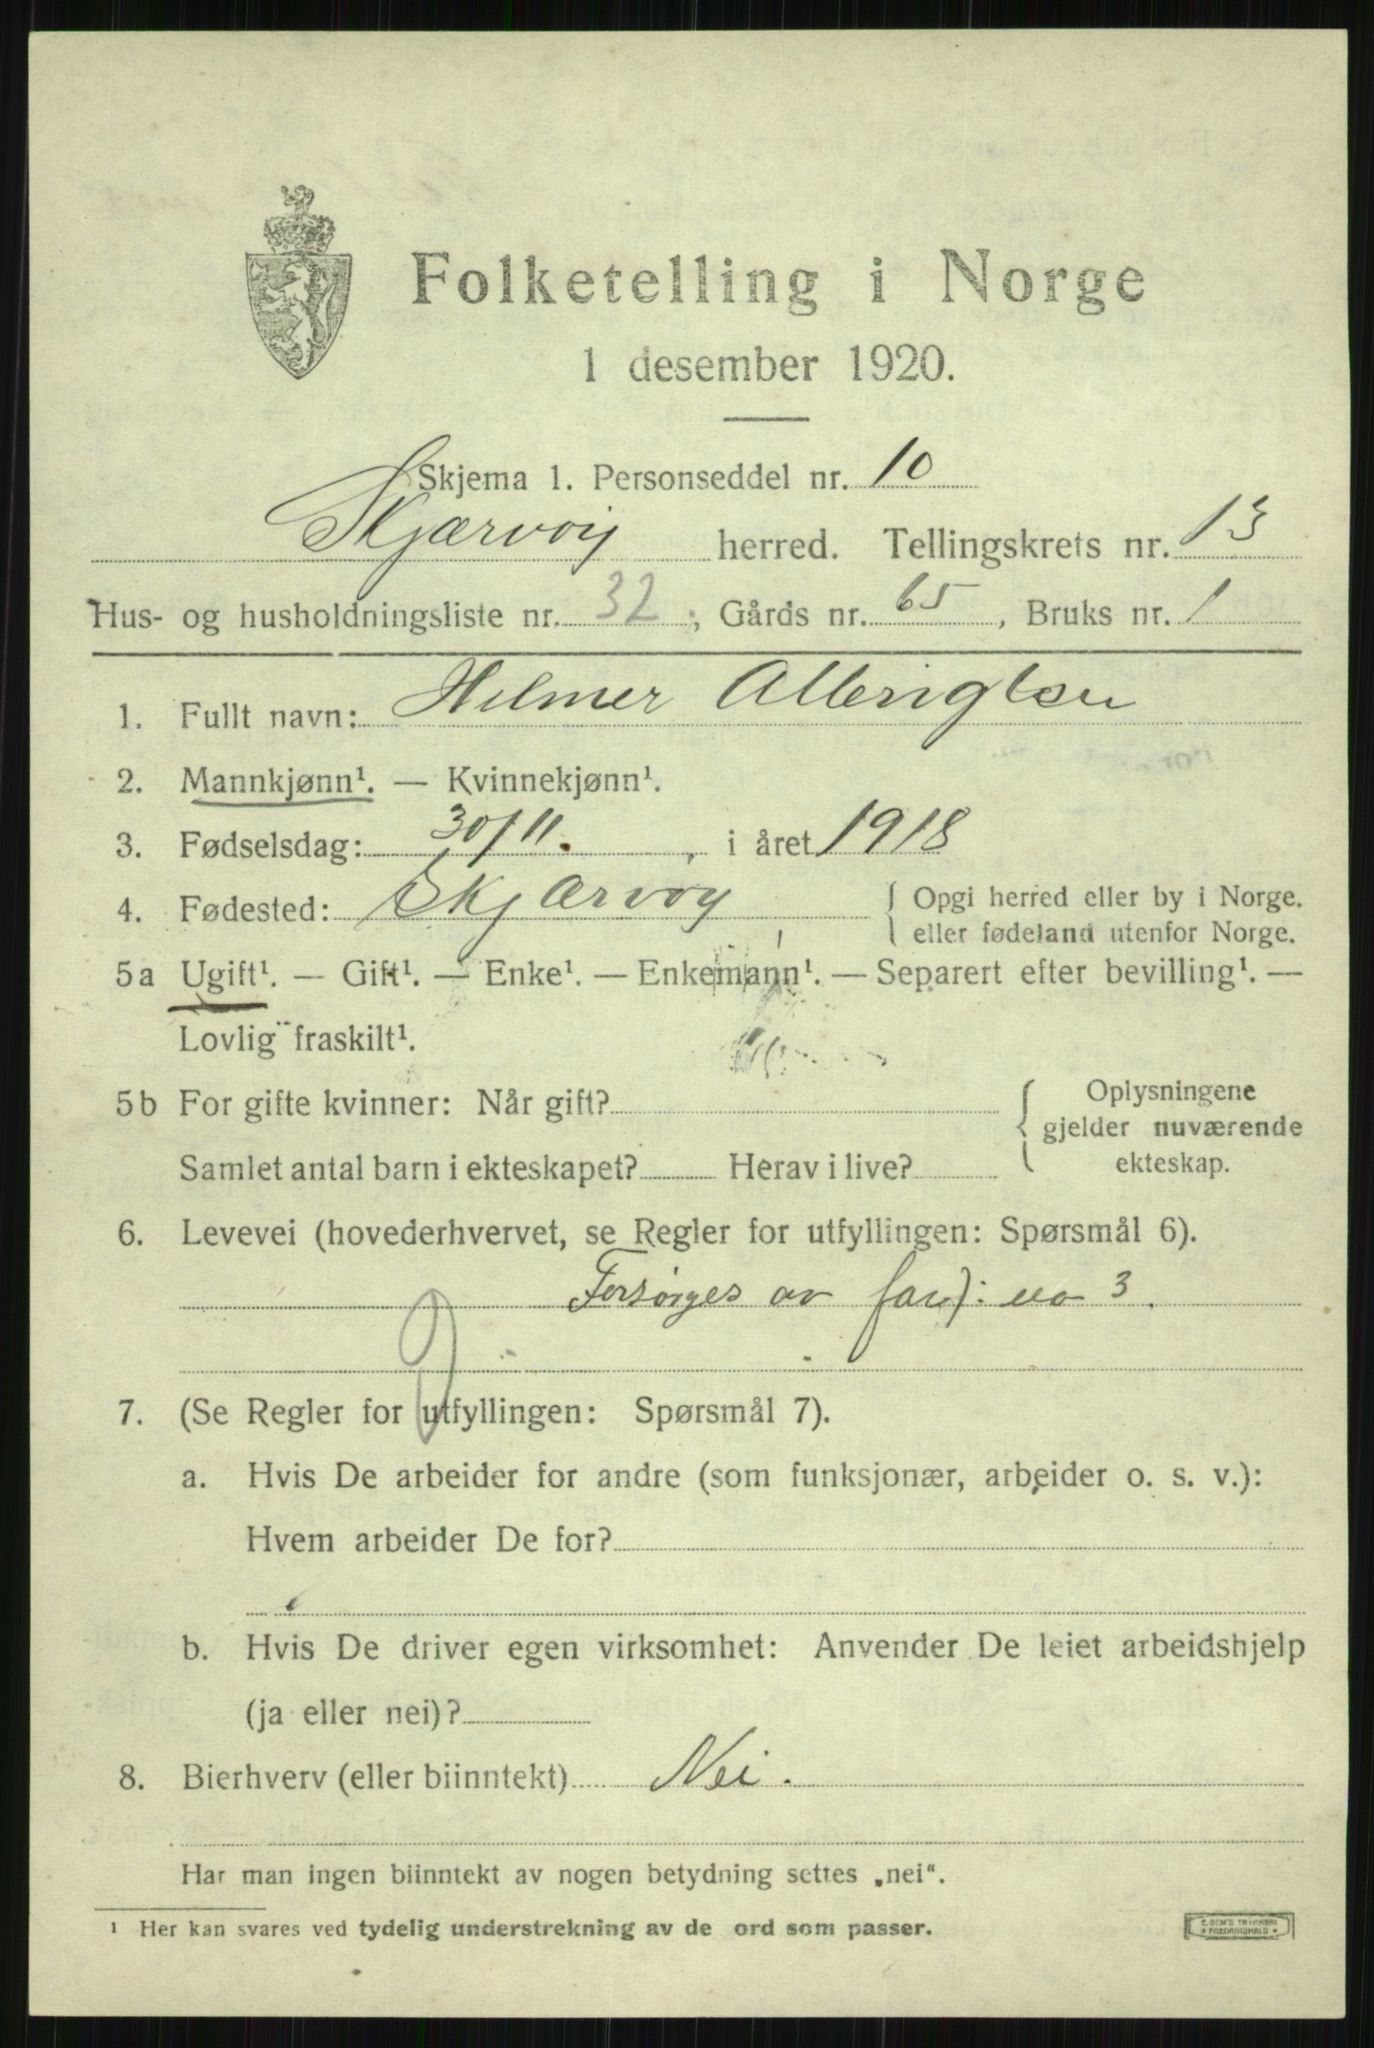 Folketelling i Norge
1 desember 1920.
Skjema 1. Personseddel nr. 10
Skjærvøy herred. Tellingskrets nr. 13
Hus- og husholdningsliste nr. 32 ; Gårds nr. 65 , Bruks nr. 1
1. Fullt navn: Hilmer Albrigtsen
2. Mannkjønn¹. — Kvinnekjønn¹.
3. Fødselsdag: 30/11. , i året 1918
4. Fødested: Skjærvøy { Opgi herred eller by i Norge.
eller fødeland utenfor Norge.
5a Ugift¹. — Gift¹. — Enke¹. — Enkemann¹. — Separert efter bevilling¹. —
Lovlig fraskilt¹.
5b For gifte kvinner: Når gift? { Oplysningene
gjelder nuværende
Samlet antal barn i ekteskapet? Herav i live? ekteskap.
6. Levevei (hovederhvervet, se Regler for utfyllingen: Spørsmål 6).
Forsørges av far): no 3.
7. (Se Regler for utfyllingen: Spørsmål 7).
a. Hvis De arbeider for andre (som funksjonær, arbeider o. s. v.):
Hvem arbeider De for?
b. Hvis De driver egen virksomhet: Anvender De leiet arbeidshjelp
(ja eller nei)?
8. Bierhverv (eller biinntekt) Nei.
Har man ingen biinntekt av nogen betydning settes „nei“.
¹ Her kan svares ved tydelig understrekning av de ord som passer.